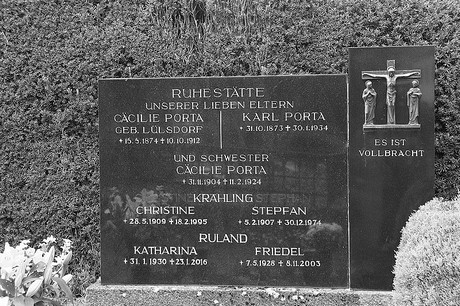 RUHESTÄTTE
UNSERER LIEBEN ELTERN
CÄCILIE PORTA
GEB. LÜLSDORF
*15.5.1874 +10.10.1912
KARL PORTA
*31.10.1873 +30.1.1934
UND SCHWESTER
CÄCILIE PORTA
*31.11.1904 +11.2.1924
KRÄHLING
CHRISTINE
*28.5.1909 +18.2.1995
STEPFAN
*5.2.1907 +30.12.1974
RULAND
KATHARINA
*31.1.1930 +23.1.2016
FRIEDEL
*7.5.1928 +8.11.2003
ES IST
VOLLBRACHT